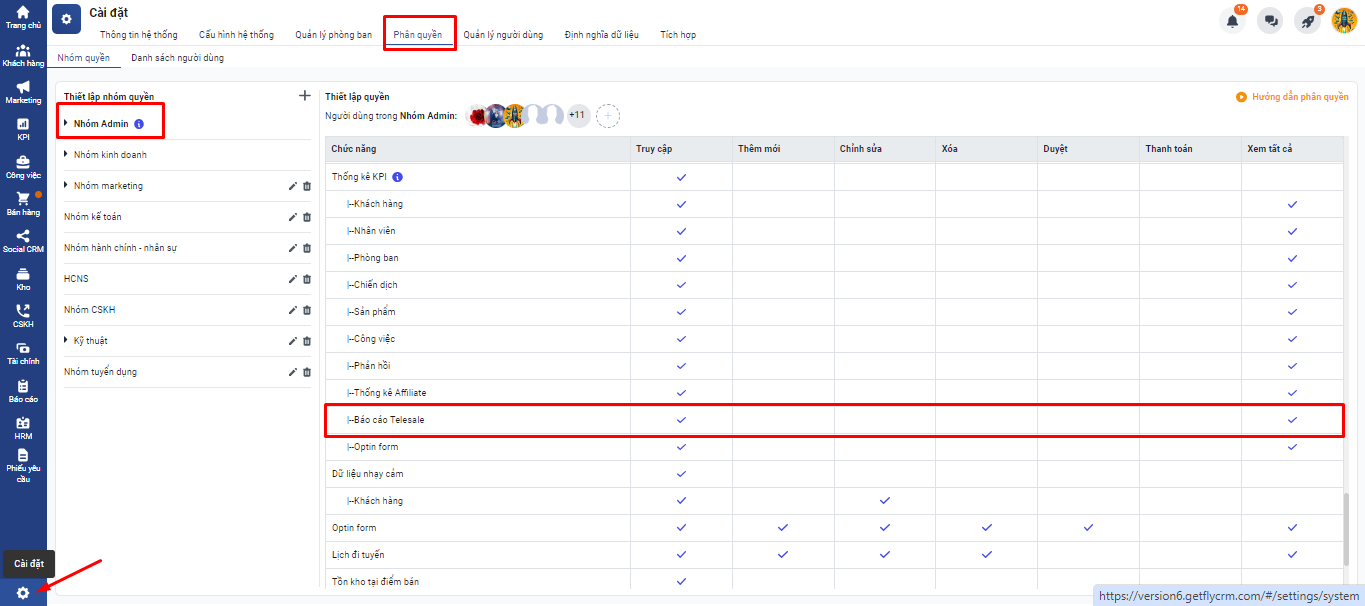 Trang chủ
Khách hàng
Marketing
KPI
Công việc
Bán hàng
Social CRM
Kho
CSKH
Tài chính
Báo cáo
HRM
Phiếu yêu
cầu
Cài đặt
Cài đặt
14
3
Thông tin hệ thống
Cấu hình hệ thống
Quản lý phòng ban
Phân quyền
Quản lý người dùng
Định nghĩa dữ liệu
Tích hợp
Nhóm quyền
Danh sách người dùng
Thiết lập nhóm quyền
Nhóm Admin
Nhóm kinh doanh
Nhóm marketing
Nhóm kế toán
Nhóm hành chính - nhân sự
HCNS
Nhóm CSKH
Kỹ thuật
Nhóm tuyển dụng
Thiết lập quyền
Hướng dẫn phân quyền
Người dùng trong Nhóm Admin:
+11
Chức năng Truy cập Thêm mới Chỉnh sửa Xóa Duyệt Thanh toán Xem tất cả
Thống kê KPI
|--Khách hàng
|--Nhân viên
|--Phòng ban
|--Chiến dịch
|--Sản phẩm
|--Công việc
|--Phản hồi
|--Thống kê Affiliate
|--Báo cáo Telesale
|--Optin form
Dữ liệu nhạy cảm
|--Khách hàng
Optin form
Lịch đi tuyến
Tồn kho tại điểm bán
https://version6.getflycrm.com/#/settings/system